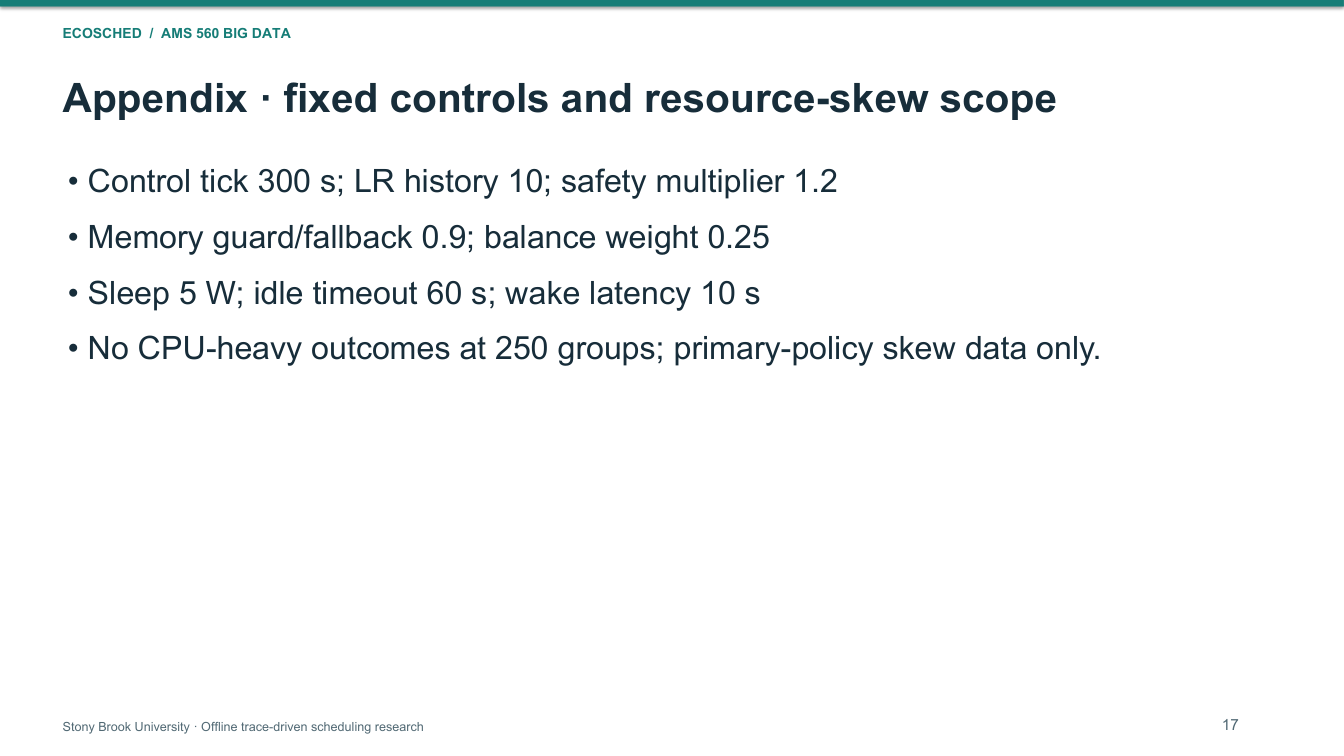 ECOSCHED / AMS 560 BIG DATA
Appendix · fixed controls and resource-skew scope
• Control tick 300 s; LR history 10; safety multiplier 1.2
• Memory guard/fallback 0.9; balance weight 0.25
• Sleep 5 W; idle timeout 60 s; wake latency 10 s
• No CPU-heavy outcomes at 250 groups; primary-policy skew data only.
Stony Brook University · Offline trace-driven scheduling research
17